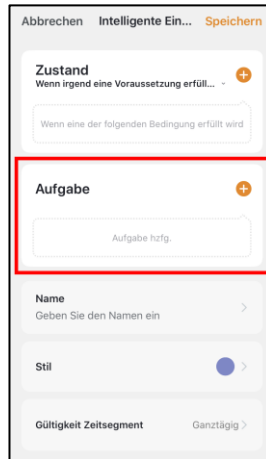 Abbrechen Intelligente Ein... Speichern
Zustand
Wenn irgend eine Voraussetzung erfüll...
Wenn eine der folgenden Bedingung erfüllt wird
Aufgabe
Aufgabe hzfg.
Name
Geben Sie den Namen ein
Stil
Gültigkeit Zeitsegment Ganztägig